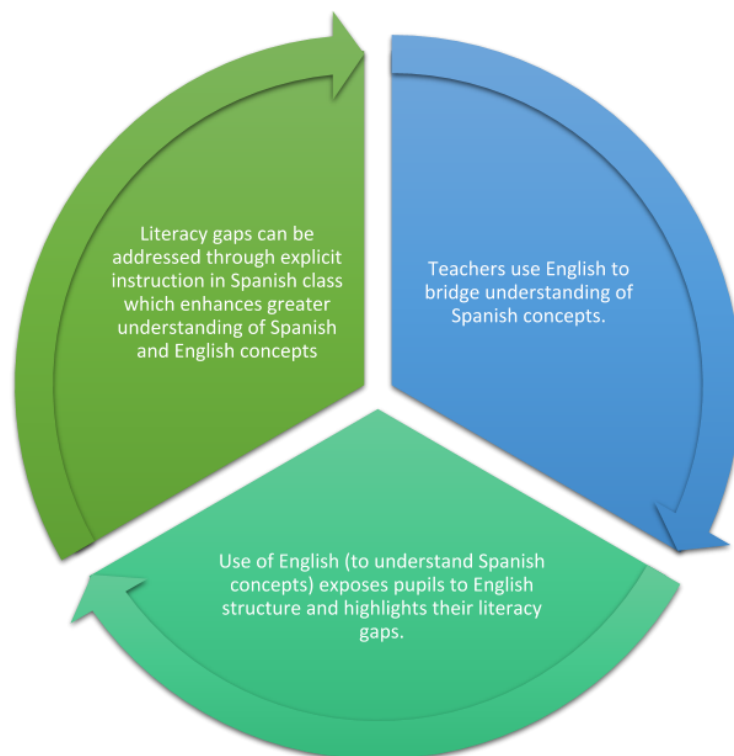 Teachers use English to
bridge understanding of
Spanish concepts.
Use of English (to understand Spanish
concepts) exposes pupils to English
structure and highlights their literacy
gaps.
Literacy gaps can be
addressed through explicit
instruction in Spanish class
which enhances greater
understanding of Spanish
and English concepts